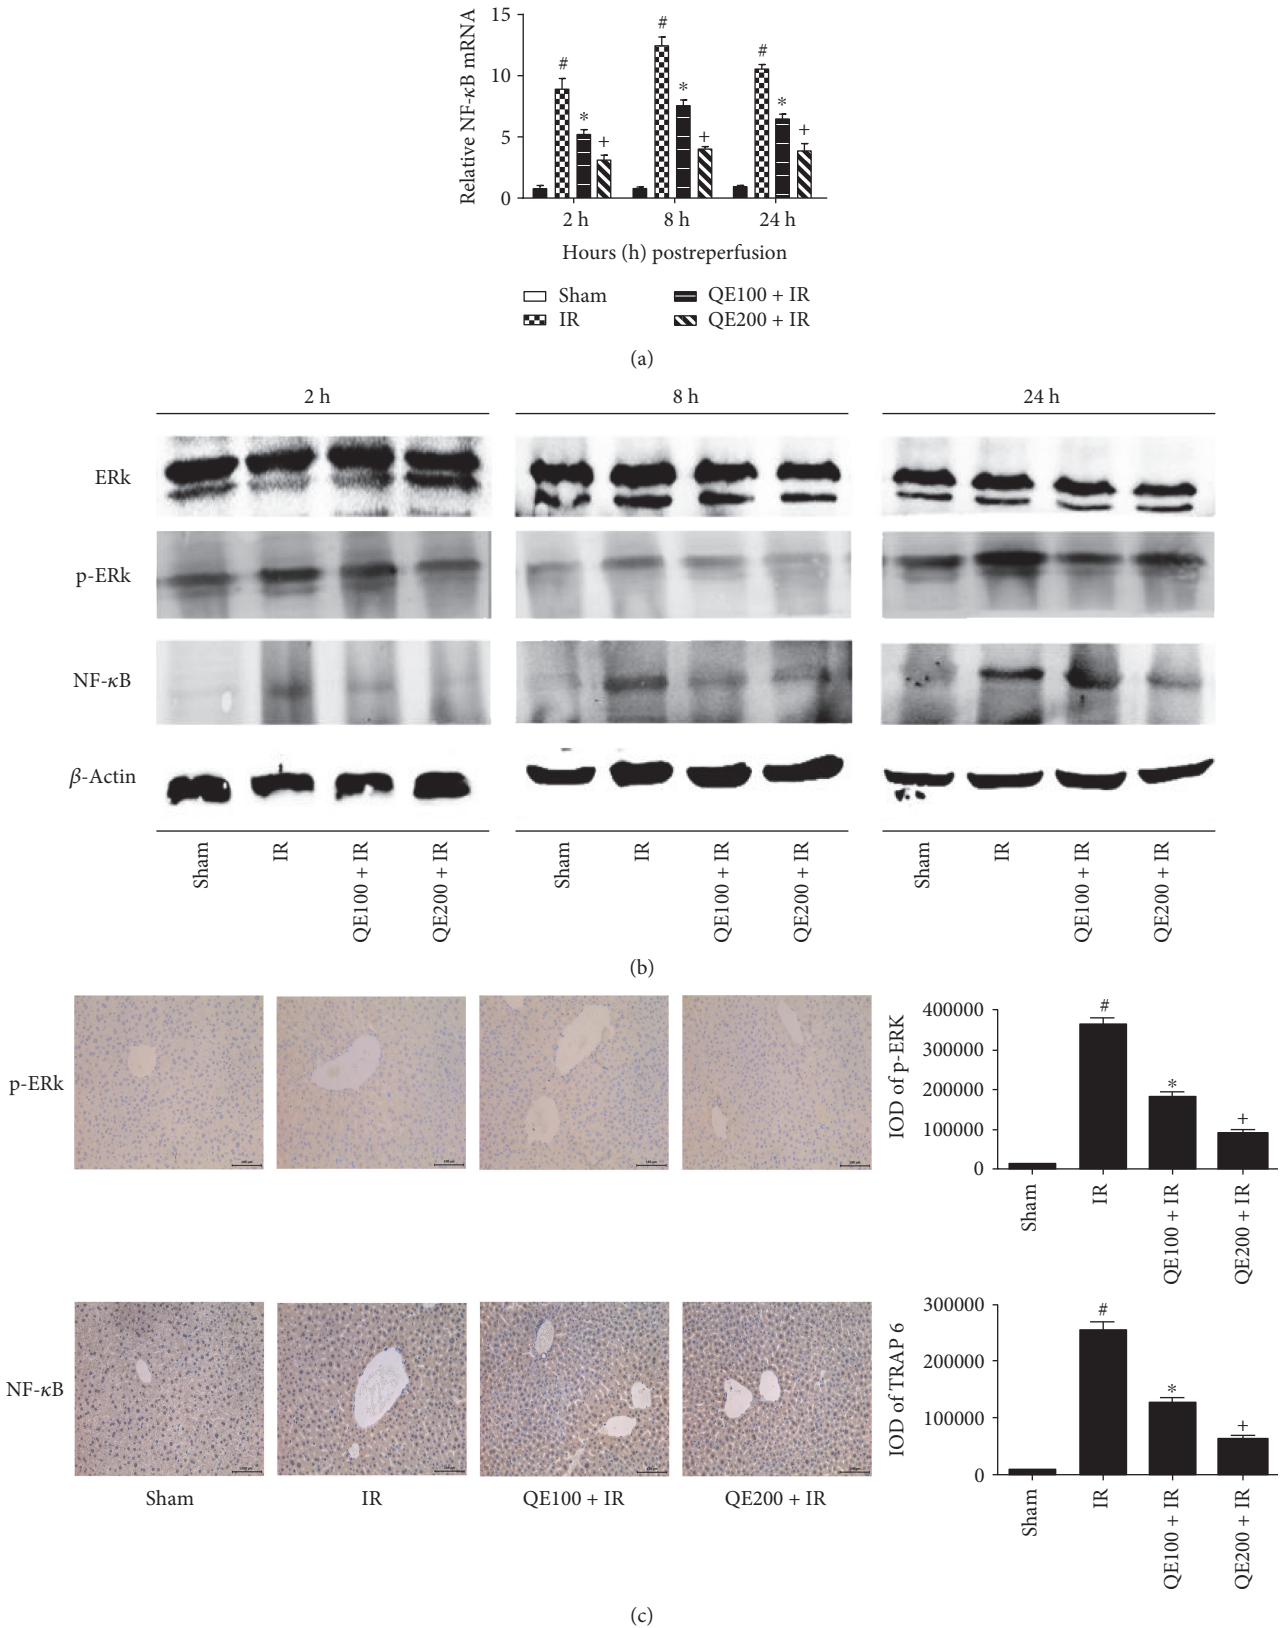 Relative NF-κB mRNA
15
10
5
0
# * +
# * +
# * +
2 h 8 h 24 h
Hours (h) postreperfusion
Sham QE100 + IR
IR QE200 + IR
(a)
2 h 8 h 24 h
ERk
p-ERk
NF-κB
β-Actin
Sham IR QE100 + IR QE200 + IR Sham IR QE100 + IR QE200 + IR Sham IR QE100 + IR QE200 + IR
(b)
p-ERk
IOD of p-ERK
400000
300000
200000
100000
0
# * +
Sham IR QE100 + IR QE200 + IR
NF-κB
Sham IR QE100 + IR QE200 + IR
IOD of TRAP 6
300000
200000
100000
0
# * +
Sham IR QE100 + IR QE200 + IR
(c)